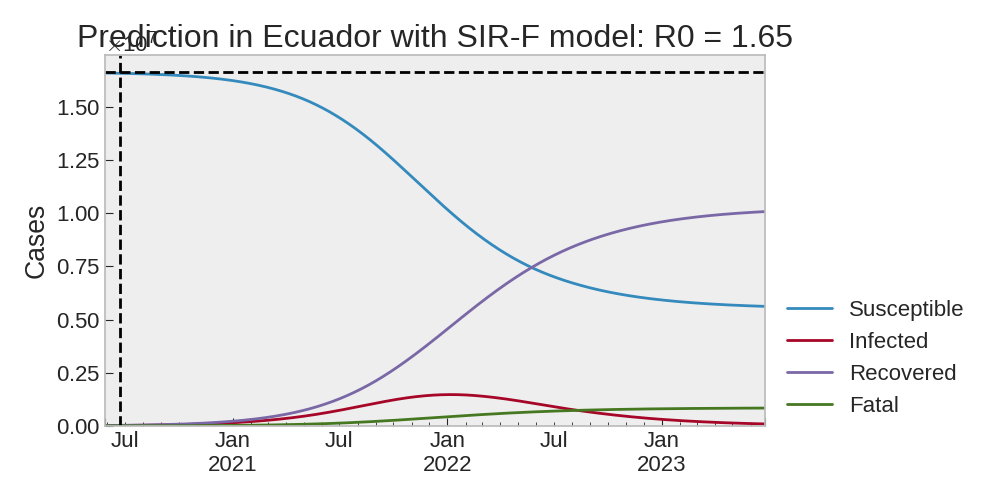 Prediction in Ecuador with SIR-F model: R0 = 1.65
Cases
1.50
1.25
1.00
0.75
0.50
0.25
0.00
Jul Jan Jul Jan Jul Jan
2021 2022 2023
Susceptible
Infected
Recovered
Fatal